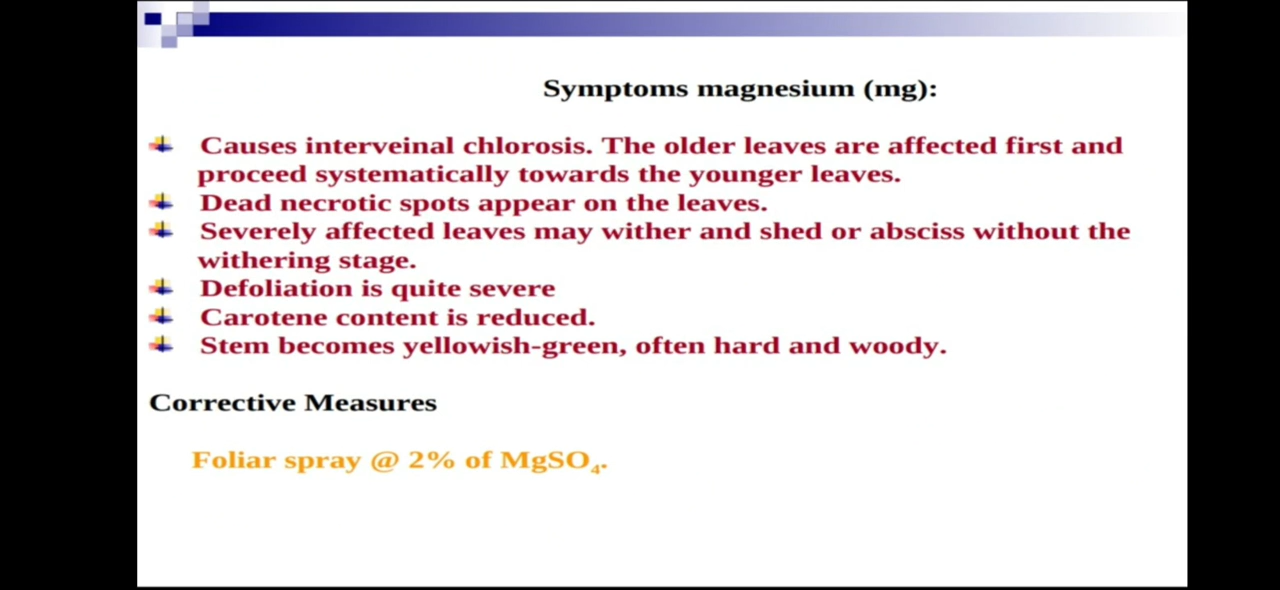 Symptoms magnesium (mg):
Causes interveinal chlorosis. The older leaves are affected first and
proceed systematically towards the younger leaves.
Dead necrotic spots appear on the leaves.
Severely affected leaves may wither and shed or absciss without the
withering stage.
Defoliation is quite severe
Carotene content is reduced.
Stem becomes yellowish-green, often hard and woody.
Corrective Measures
Foliar spray @ 2% of MgSO₄.